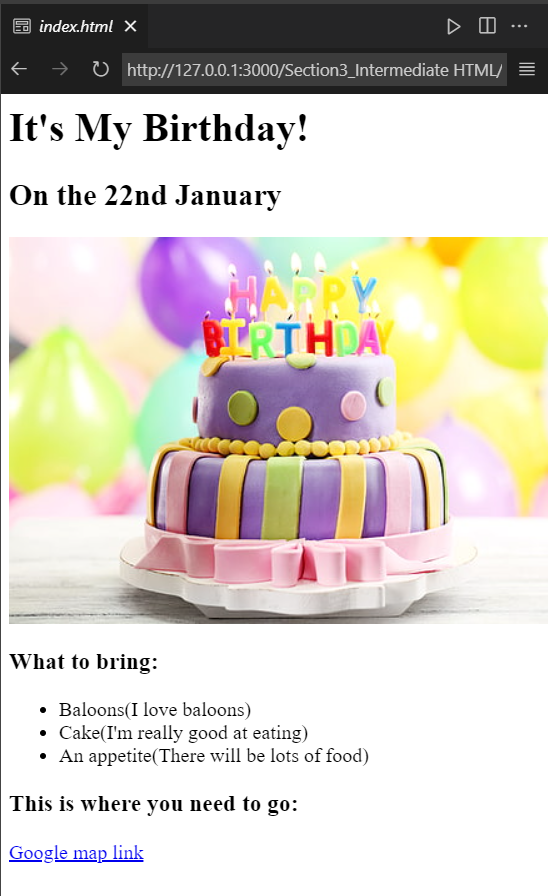 index.html
http://127.0.0.1:3000/Section3_Intermediate HTML/
It's My Birthday!
On the 22nd January
HAPPY
BIRTHDAY
What to bring:
Baloons(I love baloons)
Cake(I'm really good at eating)
An appetite(There will be lots of food)
This is where you need to go:
Google map link